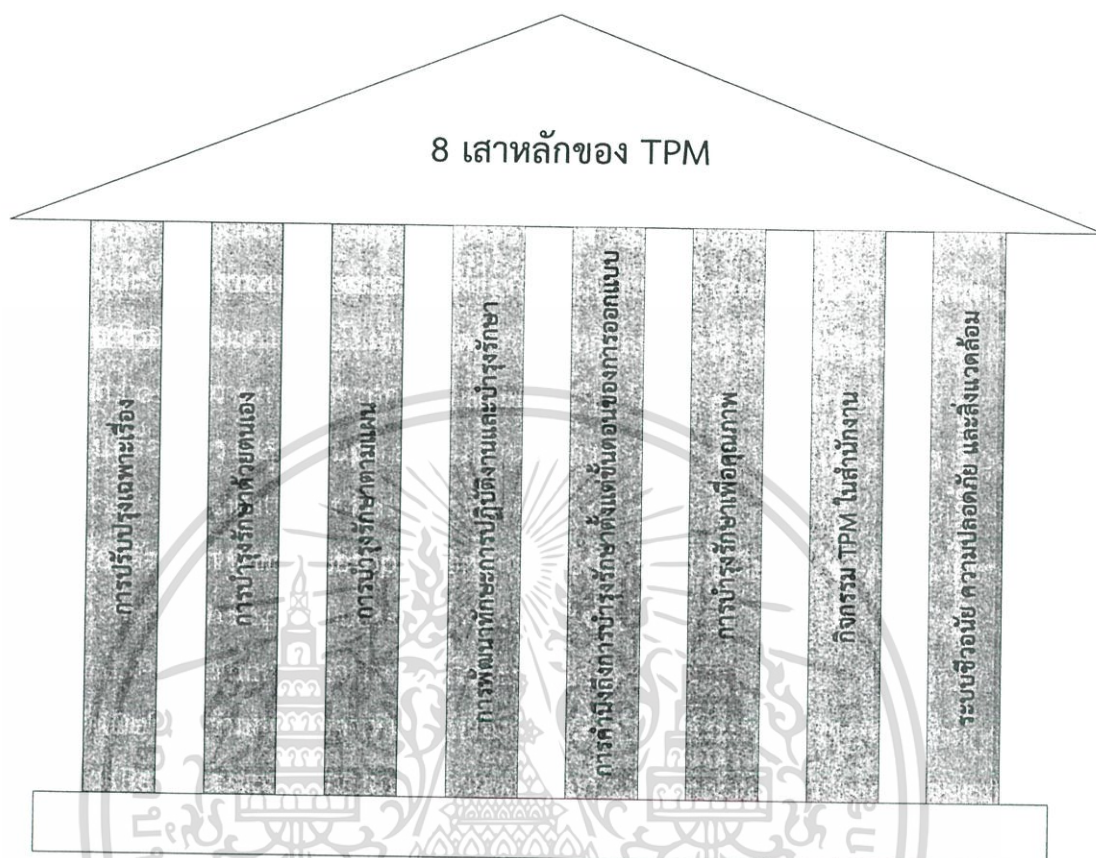 8 เสาหลักของ TPM
การปรับปรุงเฉพาะเรื่อง
การบำรุงรักษาด้วยตนเอง
การบำรุงรักษาตามแผน
การพัฒนาทักษะการปฏิบัติงานและบำรุงรักษา
การคำนึงถึงการบำรุงรักษาตั้งแต่ขั้นตอนของการออกแบบ
การบำรุงรักษาเพื่อคุณภาพ
กิจกรรม TPM ในสำนักงาน
ระบบชีวอนัย ความปลอดภัย และสิ่งแวดล้อม